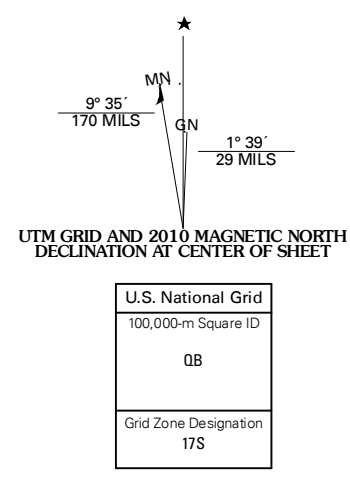 ★
MN
GN
9° 35´
170 MILS
1° 39´
29 MILS
UTM GRID AND 2010 MAGNETIC NORTH
DECLINATION AT CENTER OF SHEET
U.S. National Grid
100,000-m Square ID
QB
Grid Zone Designation
17S